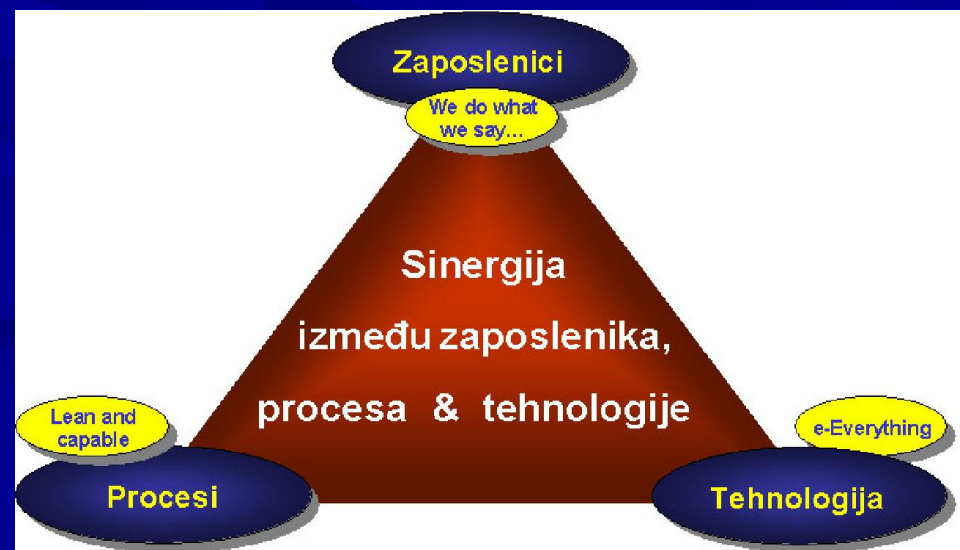 Zaposlenici
We do what
we say...
Sinergija
između zaposlenika,
procesa & tehnologije
Lean and
capable
Procesi
e-Everything
Tehnologija